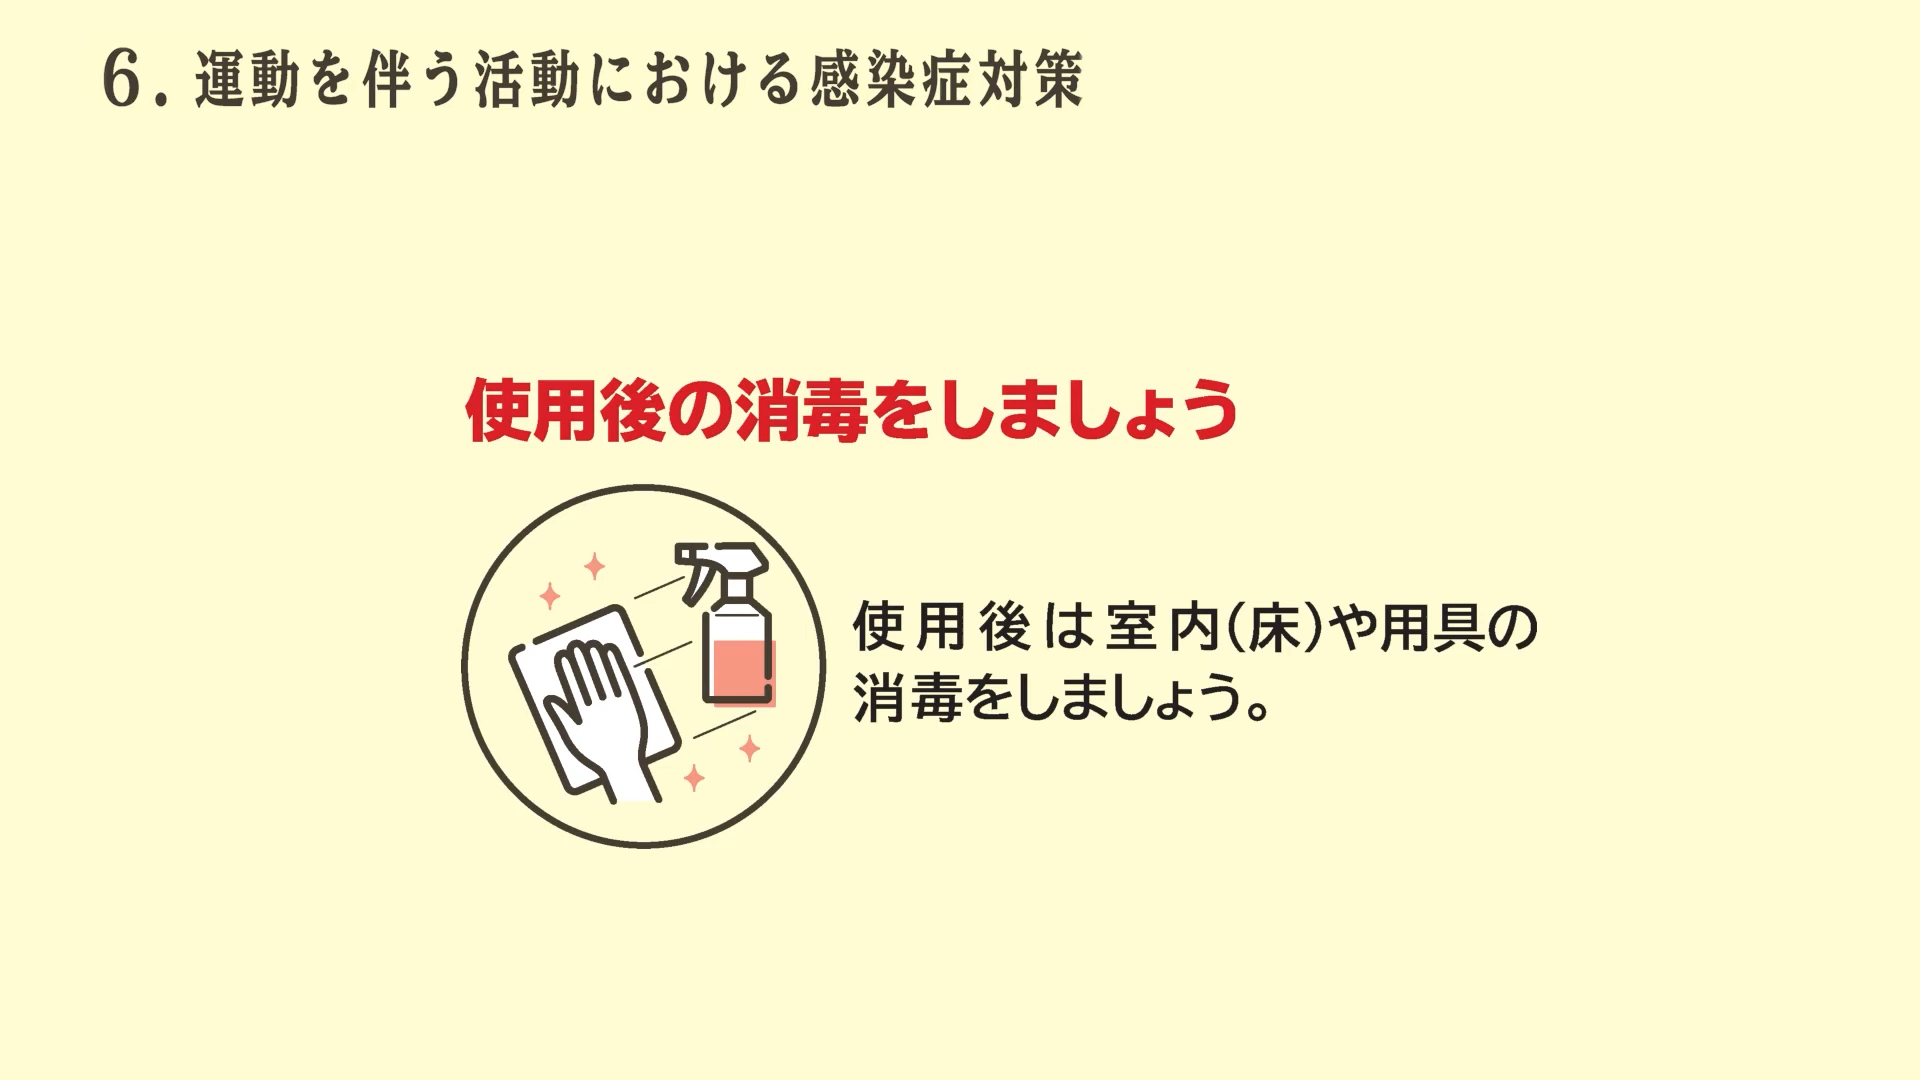 6. 運動を伴う活動における感染症対策
使用後の消毒をしましょう
使用後は室内(床)や用具の
消毒をしましょう。